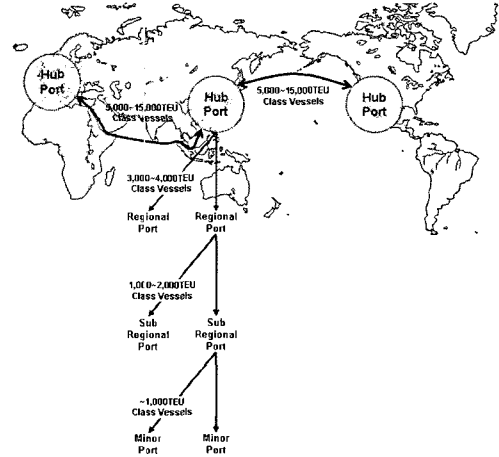 Hub
Port
Hub
Port
Hub
Port
5,000~15,000TEU
Class Vessels
5,000~15,000TEU
Class Vessels
3,000~4,000TEU
Class Vessels
Regional
Port
Regional
Port
1,000~2,000TEU
Class Vessels
Sub
Regional
Port
Sub
Regional
Port
~1,000TEU
Class Vessels
Minor
Port
Minor
Port